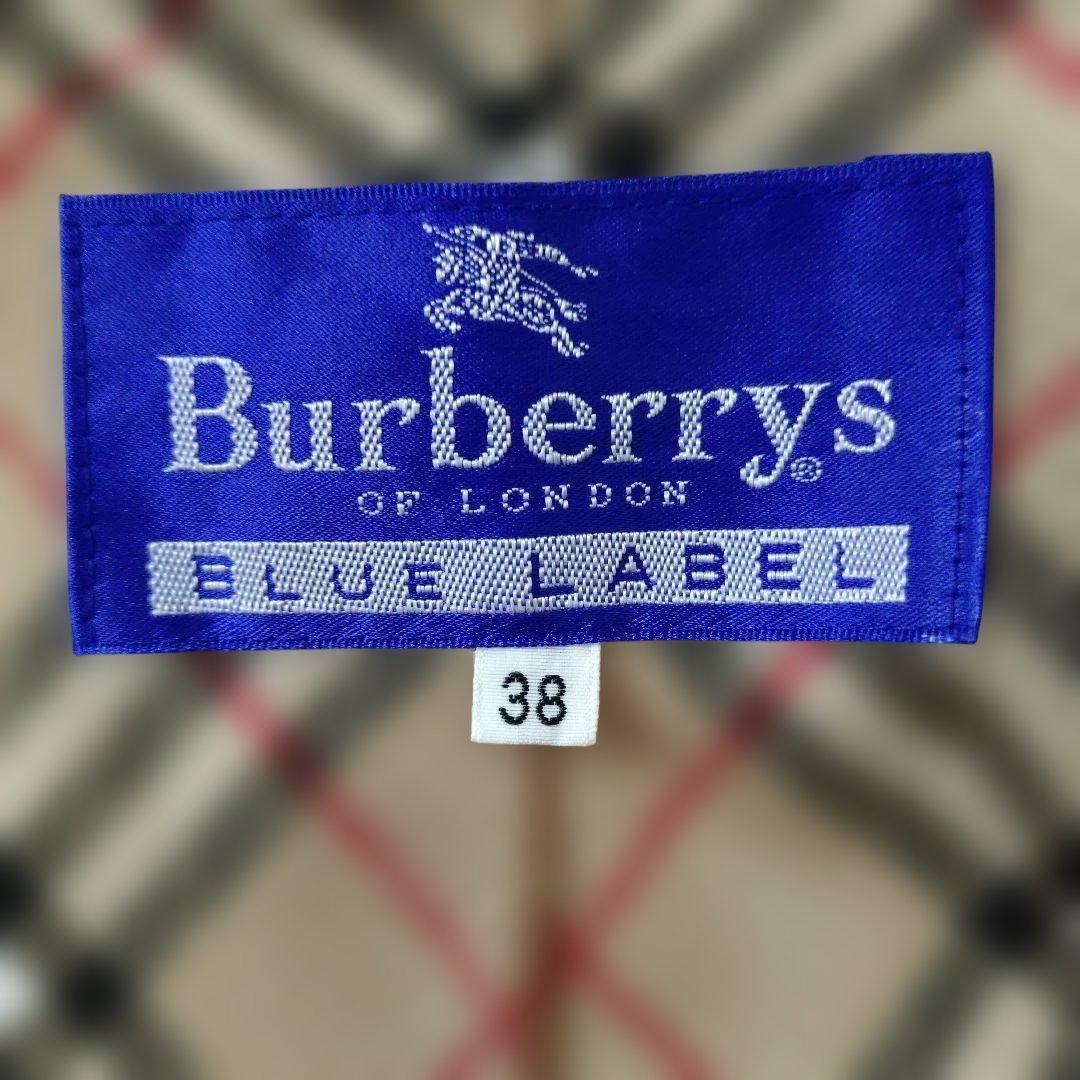 Burberrys®
OF LONDON
BLUE LABEL
38